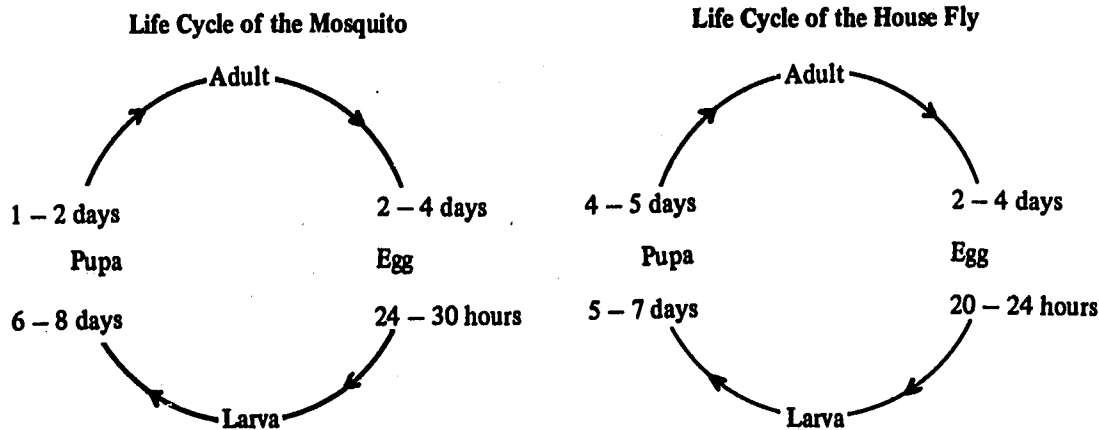 Life Cycle of the Mosquito
Adult
1 – 2 days
2 – 4 days
Pupa
Egg
6 – 8 days
24 – 30 hours
Larva
Life Cycle of the House Fly
Adult
4 – 5 days
2 – 4 days
Pupa
Egg
5 – 7 days
20 – 24 hours
Larva